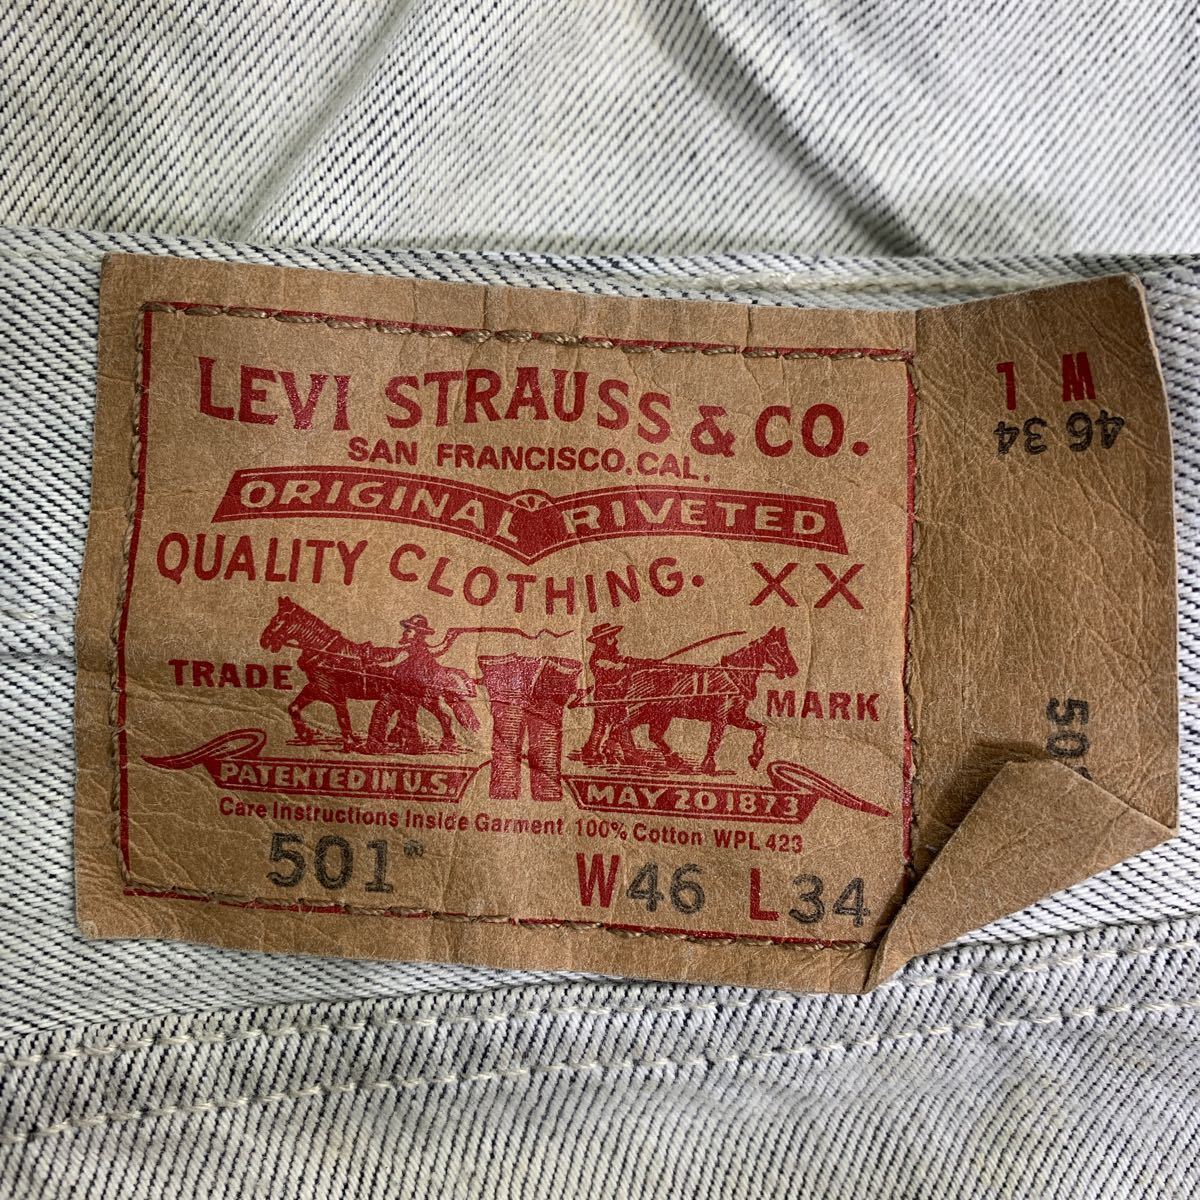 LEVI STRAUSS & CO.
SAN FRANCISCO. CAL.
ORIGINAL RIVETED
QUALITY CLOTHING. XX
TRADE MARK
PATENTED IN U.S. MAY 20 1873
Care Instructions Inside Garment 100% Cotton WPL 423
501® W46 L34
W L
46 34